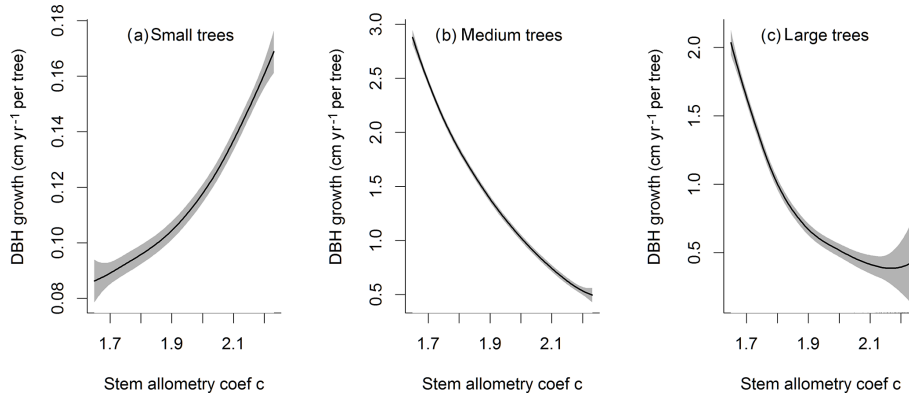 (a) Small trees
DBH growth (cm yr⁻¹ per tree)
0.18
0.16
0.14
0.12
0.10
0.08
1.7 1.9 2.1
Stem allometry coef c
(b) Medium trees
DBH growth (cm yr⁻¹ per tree)
3.0
2.5
2.0
1.5
1.0
0.5
1.7 1.9 2.1
Stem allometry coef c
(c) Large trees
DBH growth (cm yr⁻¹ per tree)
2.0
1.5
1.0
0.5
1.7 1.9 2.1
Stem allometry coef c